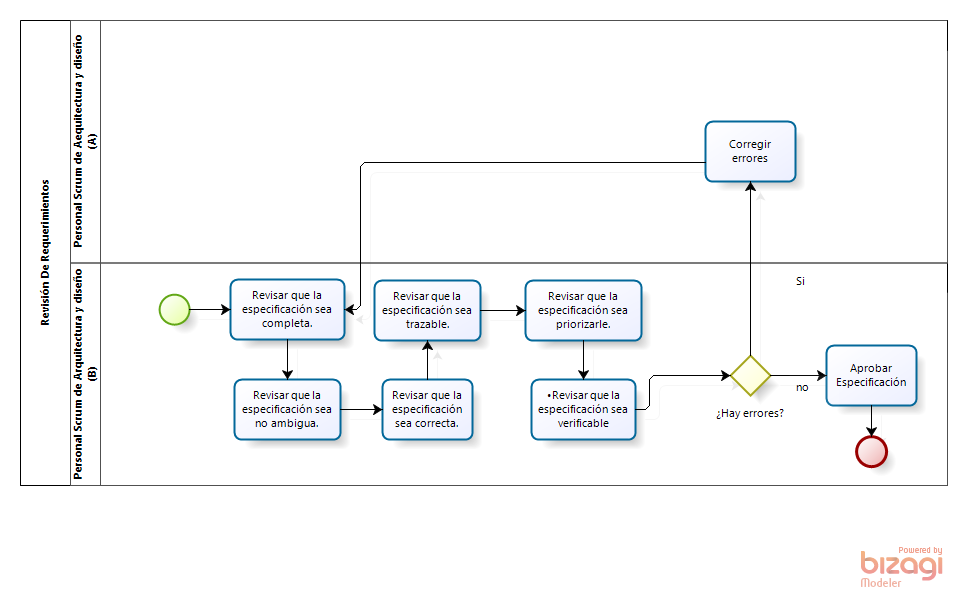 Revisión De Requerimientos
Personal Scrum de Aequitectura y diseño
(A)
Corregir
errores
Personal Scrum de Arquitectura y diseño
(B)
Revisar que la
especificación sea
completa.
Revisar que la
especificación sea
no ambigua.
Revisar que la
especificación
sea correcta.
Revisar que la
especificación sea
trazable.
Revisar que la
especificación sea
priorizarle.
•Revisar que la
especificación sea
verificable
¿Hay errores?
Si
no
Aprobar
Especificación
Powered by
bizagi
Modeler